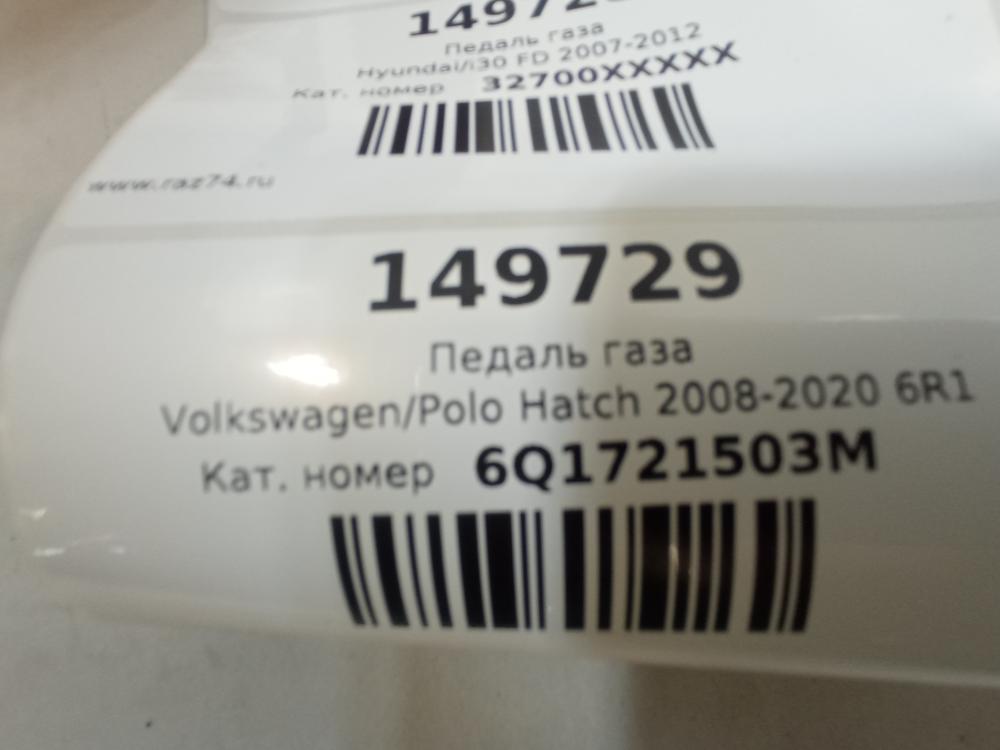 Педаль газа
Hyundai/i30 FD 2007-2012
Кат. номер 32700XXXXX
www.raz74.ru
149729
Педаль газа
Volkswagen/Polo Hatch 2008-2020 6R1
Кат. номер 6Q1721503M